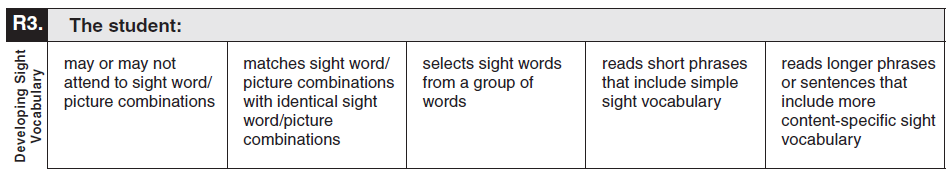 R3. The student:
Developing Sight
Vocabulary
may or may not
attend to sight word/
picture combinations
matches sight word/
picture combinations
with identical sight
word/picture
combinations
selects sight words
from a group of
words
reads short phrases
that include simple
sight vocabulary
reads longer phrases
or sentences that
include more
content-specific sight
vocabulary